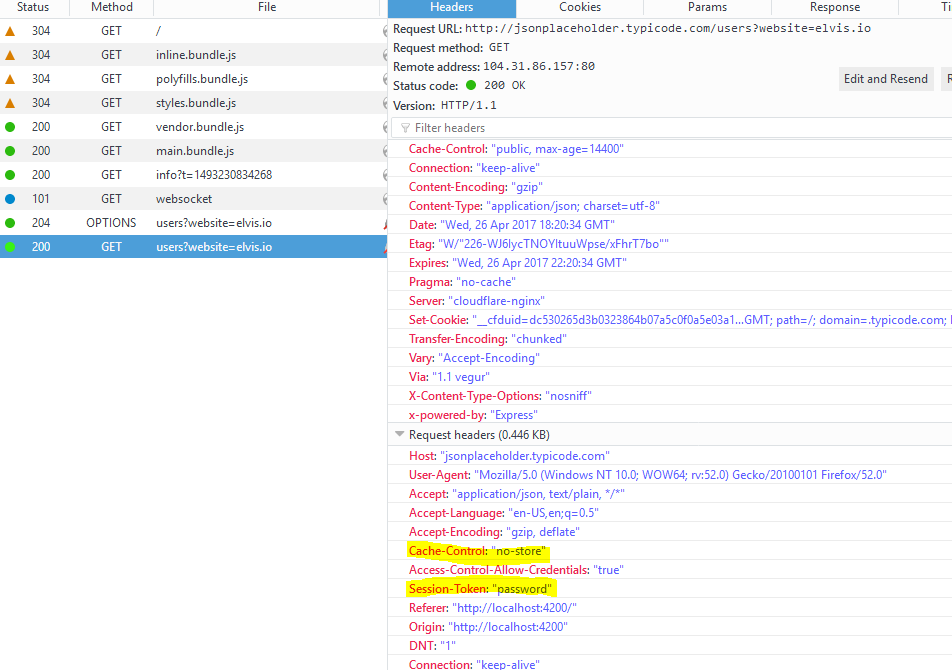 Status Method File
304 GET /
304 GET inline.bundle.js
304 GET polyfills.bundle.js
304 GET styles.bundle.js
200 GET vendor.bundle.js
200 GET main.bundle.js
200 GET info?t=1493230834268
101 GET websocket
204 OPTIONS users?website=elvis.io
200 GET users?website=elvis.io
Headers Cookies Params Response Ti
Request URL: http://jsonplaceholder.typicode.com/users?website=elvis.io
Request method: GET
Remote address: 104.31.86.157:80
Status code: 200 OK
Edit and Resend R
Version: HTTP/1.1
Filter headers
Cache-Control: "public, max-age=14400"
Connection: "keep-alive"
Content-Encoding: "gzip"
Content-Type: "application/json; charset=utf-8"
Date: "Wed, 26 Apr 2017 18:20:34 GMT"
Etag: "W/"226-WJ6lycTNOYItuuWpse/xFhrT7bo""
Expires: "Wed, 26 Apr 2017 22:20:34 GMT"
Pragma: "no-cache"
Server: "cloudflare-nginx"
Set-Cookie: "__cfduid=dc530265d3b0323864b07a5c0f0a5e03a1...GMT; path=/; domain=.typicode.com;
Transfer-Encoding: "chunked"
Vary: "Accept-Encoding"
Via: "1.1 vegur"
X-Content-Type-Options: "nosniff"
x-powered-by: "Express"
Request headers (0.446 KB)
Host: "jsonplaceholder.typicode.com"
User-Agent: "Mozilla/5.0 (Windows NT 10.0; WOW64; rv:52.0) Gecko/20100101 Firefox/52.0"
Accept: "application/json, text/plain, */*"
Accept-Language: "en-US,en;q=0.5"
Accept-Encoding: "gzip, deflate"
Cache-Control: "no-store"
Access-Control-Allow-Credentials: "true"
Session-Token: "password"
Referer: "http://localhost:4200/"
Origin: "http://localhost:4200"
DNT: "1"
Connection: "keep-alive"